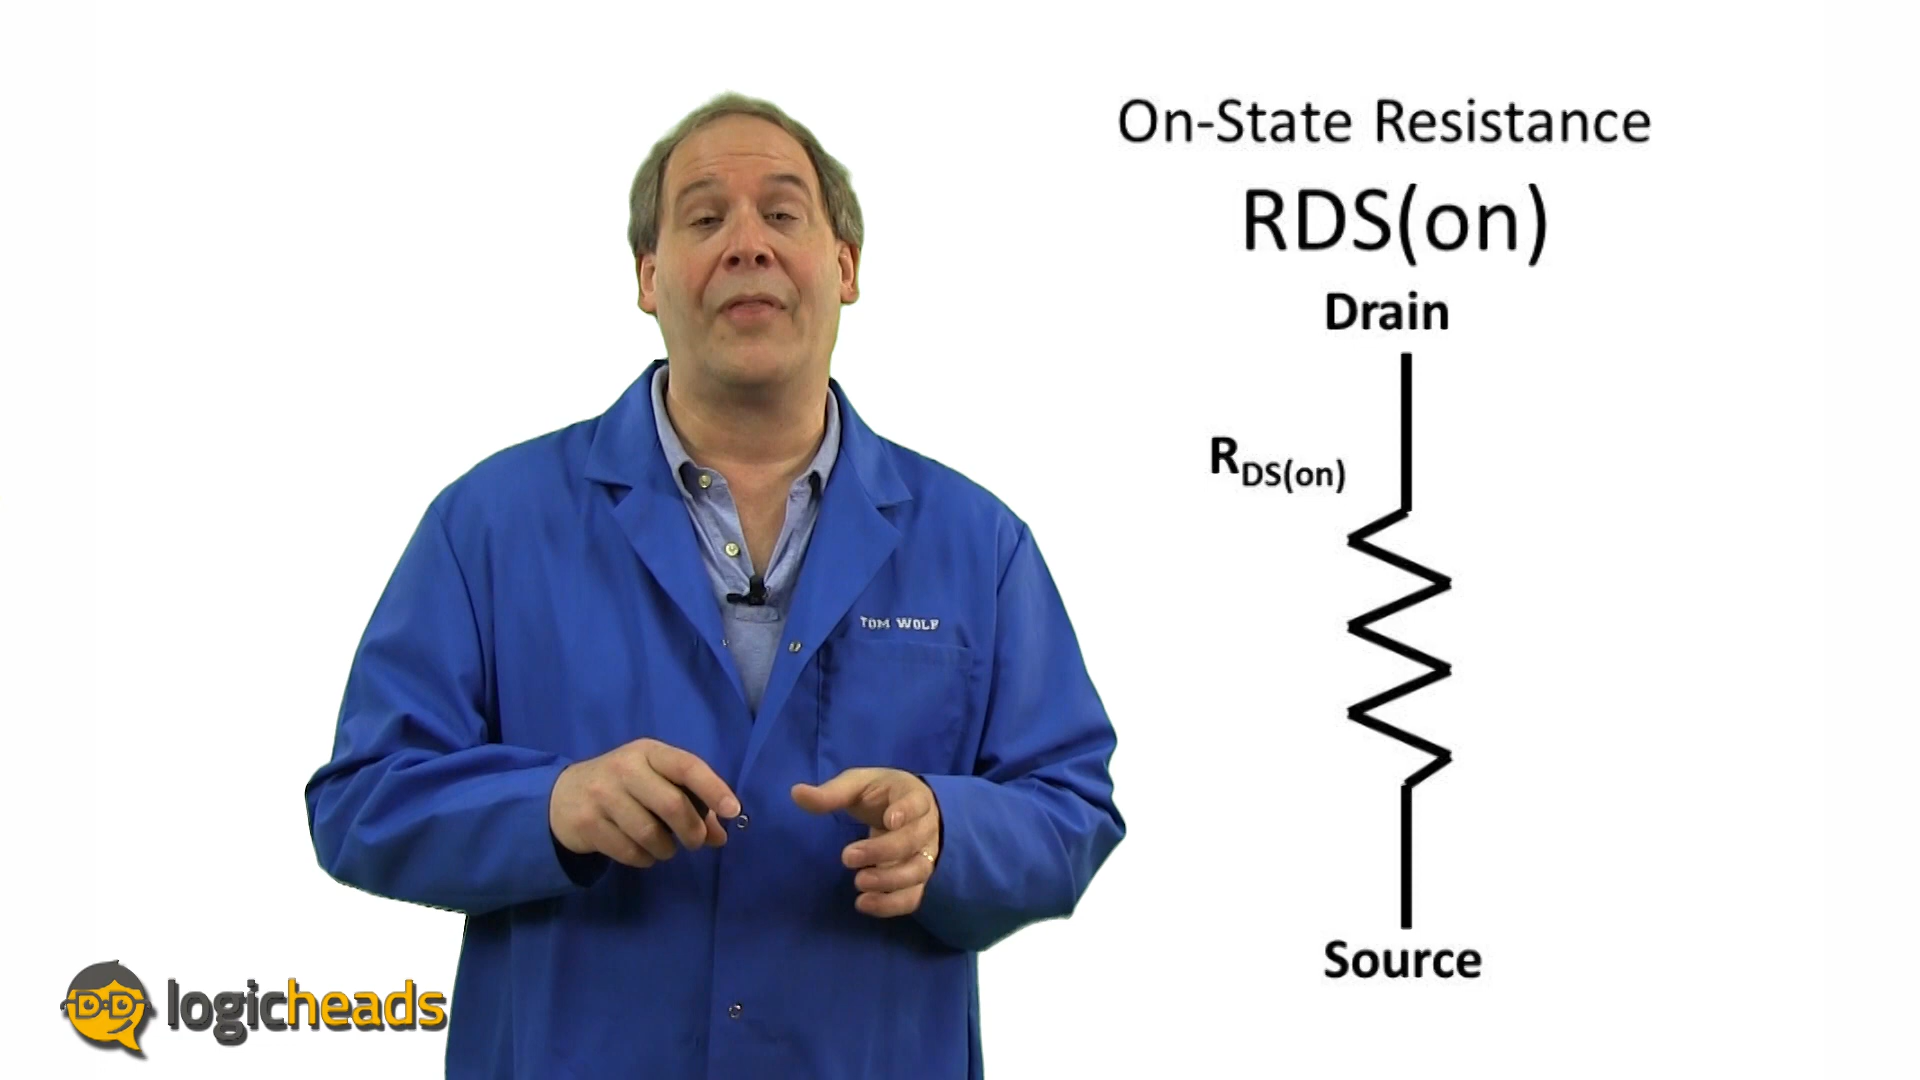 On-State Resistance
RDS(on)
Drain
RDS(on)
TOM WOLF
Source
logicheads